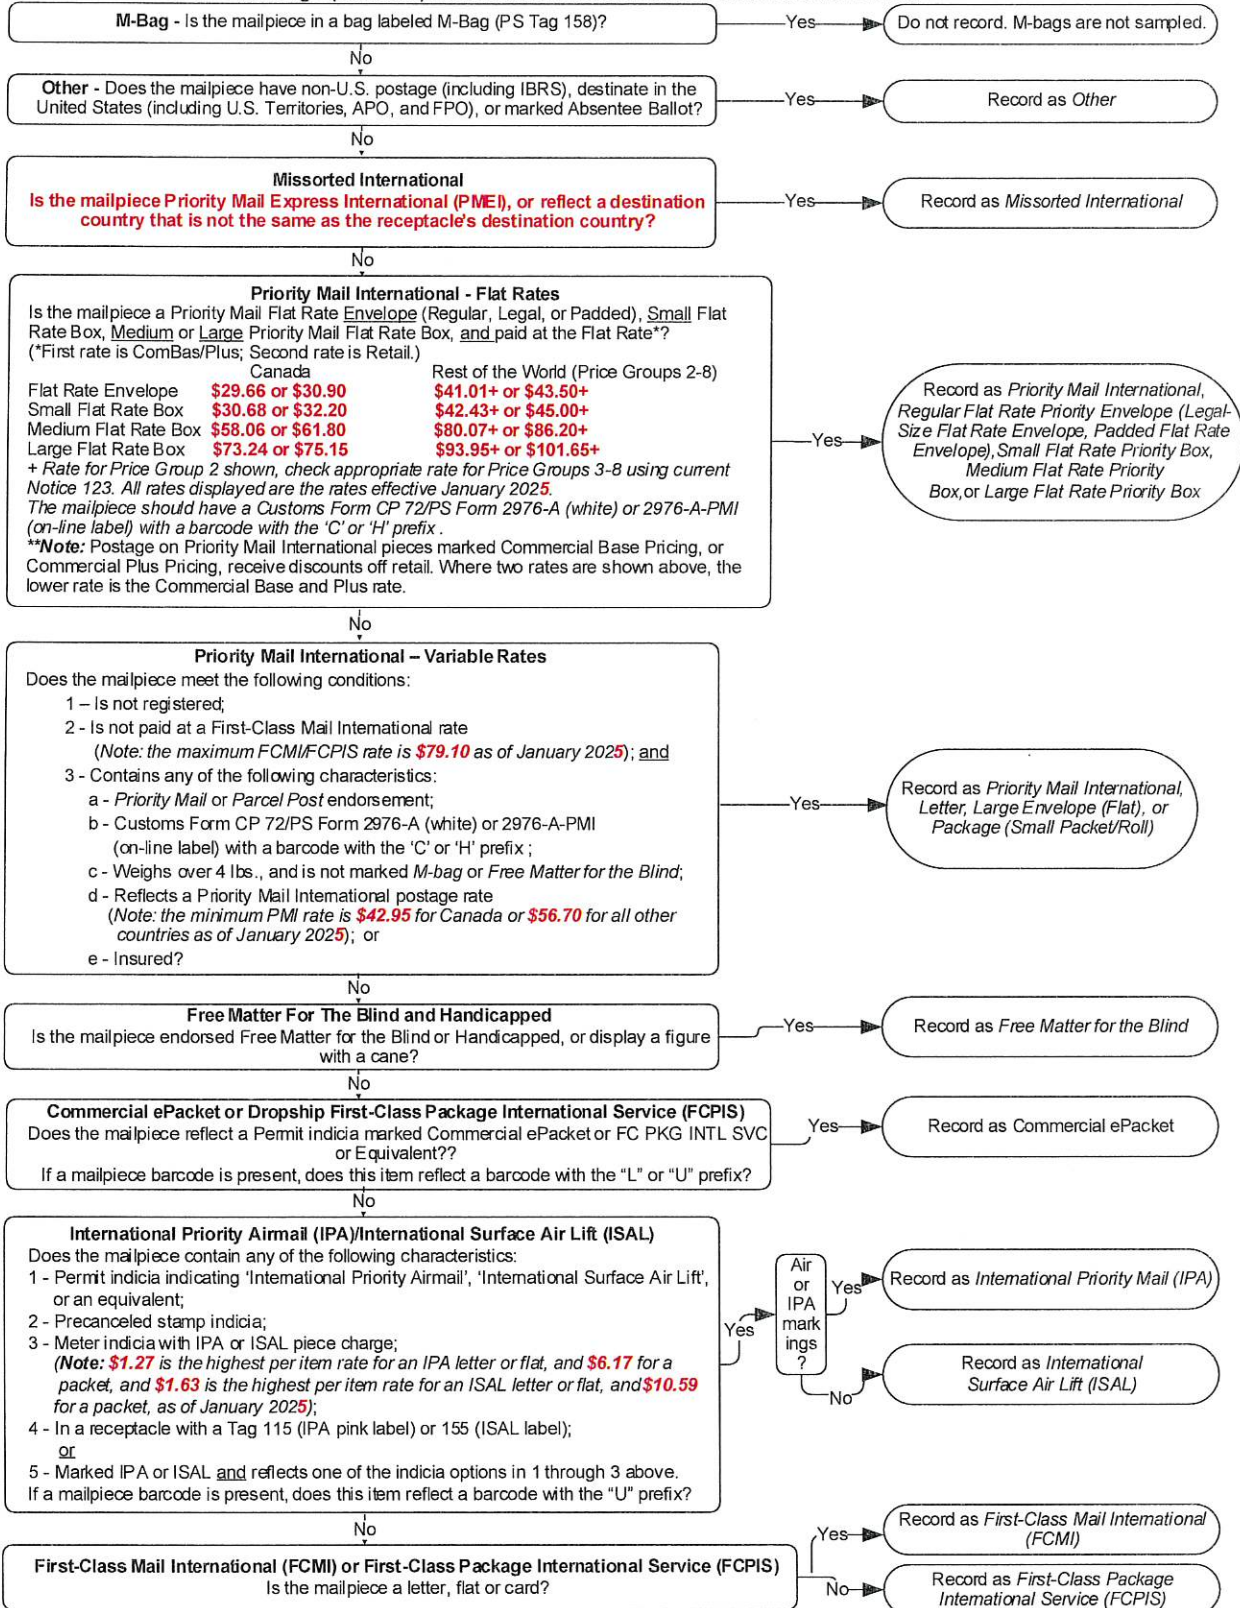 M-Bag - Is the mailpiece in a bag labeled M-Bag (PS Tag 158)?
Yes
Do not record. M-bags are not sampled.
No
Other - Does the mailpiece have non-U.S. postage (including IBRS), destinate in the
United States (including U.S. Territories, APO, and FPO), or marked Absentee Ballot?
Yes
Record as Other
No
Missorted International
Is the mailpiece Priority Mail Express International (PMEI), or reflect a destination
country that is not the same as the receptacle's destination country?
Yes
Record as Missorted International
No
Priority Mail International - Flat Rates
Is the mailpiece a Priority Mail Flat Rate Envelope (Regular, Legal, or Padded), Small Flat
Rate Box, Medium or Large Priority Mail Flat Rate Box, and paid at the Flat Rate*?
(*First rate is ComBas/Plus; Second rate is Retail.)
Canada Rest of the World (Price Groups 2-8)
Flat Rate Envelope $29.66 or $30.90 $41.01+ or $43.50+
Small Flat Rate Box $30.68 or $32.20 $42.43+ or $45.00+
Medium Flat Rate Box $58.06 or $61.80 $80.07+ or $86.20+
Large Flat Rate Box $73.24 or $75.15 $93.95+ or $101.65+
+ Rate for Price Group 2 shown, check appropriate rate for Price Groups 3-8 using current
Notice 123. All rates displayed are the rates effective January 2025.
The mailpiece should have a Customs Form CP 72/PS Form 2976-A (white) or 2976-A-PMI
(on-line label) with a barcode with the 'C' or 'H' prefix .
**Note: Postage on Priority Mail International pieces marked Commercial Base Pricing, or
Commercial Plus Pricing, receive discounts off retail. Where two rates are shown above, the
lower rate is the Commercial Base and Plus rate.
Yes
Record as Priority Mail International,
Regular Flat Rate Priority Envelope (Legal-
Size Flat Rate Envelope, Padded Flat Rate
Envelope), Small Flat Rate Priority Box,
Medium Flat Rate Priority
Box, or Large Flat Rate Priority Box
No
Priority Mail International – Variable Rates
Does the mailpiece meet the following conditions:
1 – Is not registered;
2 - Is not paid at a First-Class Mail International rate
(Note: the maximum FCMI/FCPIS rate is $79.10 as of January 2025); and
3 - Contains any of the following characteristics:
a - Priority Mail or Parcel Post endorsement;
b - Customs Form CP 72/PS Form 2976-A (white) or 2976-A-PMI
(on-line label) with a barcode with the 'C' or 'H' prefix ;
c - Weighs over 4 lbs., and is not marked M-bag or Free Matter for the Blind;
d - Reflects a Priority Mail International postage rate
(Note: the minimum PMI rate is $42.95 for Canada or $56.70 for all other
countries as of January 2025); or
e - Insured?
Yes
Record as Priority Mail International,
Letter, Large Envelope (Flat), or
Package (Small Packet/Roll)
No
Free Matter For The Blind and Handicapped
Is the mailpiece endorsed Free Matter for the Blind or Handicapped, or display a figure
with a cane?
Yes
Record as Free Matter for the Blind
No
Commercial ePacket or Dropship First-Class Package International Service (FCPIS)
Does the mailpiece reflect a Permit indicia marked Commercial ePacket or FC PKG INTL SVC
or Equivalent??
If a mailpiece barcode is present, does this item reflect a barcode with the "L" or "U" prefix?
Yes
Record as Commercial ePacket
No
International Priority Airmail (IPA)/International Surface Air Lift (ISAL)
Does the mailpiece contain any of the following characteristics:
1 - Permit indicia indicating 'International Priority Airmail', 'International Surface Air Lift',
or an equivalent;
2 - Precanceled stamp indicia;
3 - Meter indicia with IPA or ISAL piece charge;
(Note: $1.27 is the highest per item rate for an IPA letter or flat, and $6.17 for a
packet, and $1.63 is the highest per item rate for an ISAL letter or flat, and $10.59
for a packet, as of January 2025);
4 - In a receptacle with a Tag 115 (IPA pink label) or 155 (ISAL label);
or
5 - Marked IPA or ISAL and reflects one of the indicia options in 1 through 3 above.
If a mailpiece barcode is present, does this item reflect a barcode with the "U" prefix?
Yes
Air
or
IPA
mark
ings
?
Yes
Record as International Priority Mail (IPA)
No
Record as International
Surface Air Lift (ISAL)
No
First-Class Mail International (FCMI) or First-Class Package International Service (FCPIS)
Is the mailpiece a letter, flat or card?
Yes
Record as First-Class Mail International
(FCMI)
No
Record as First-Class Package
International Service (FCPIS)